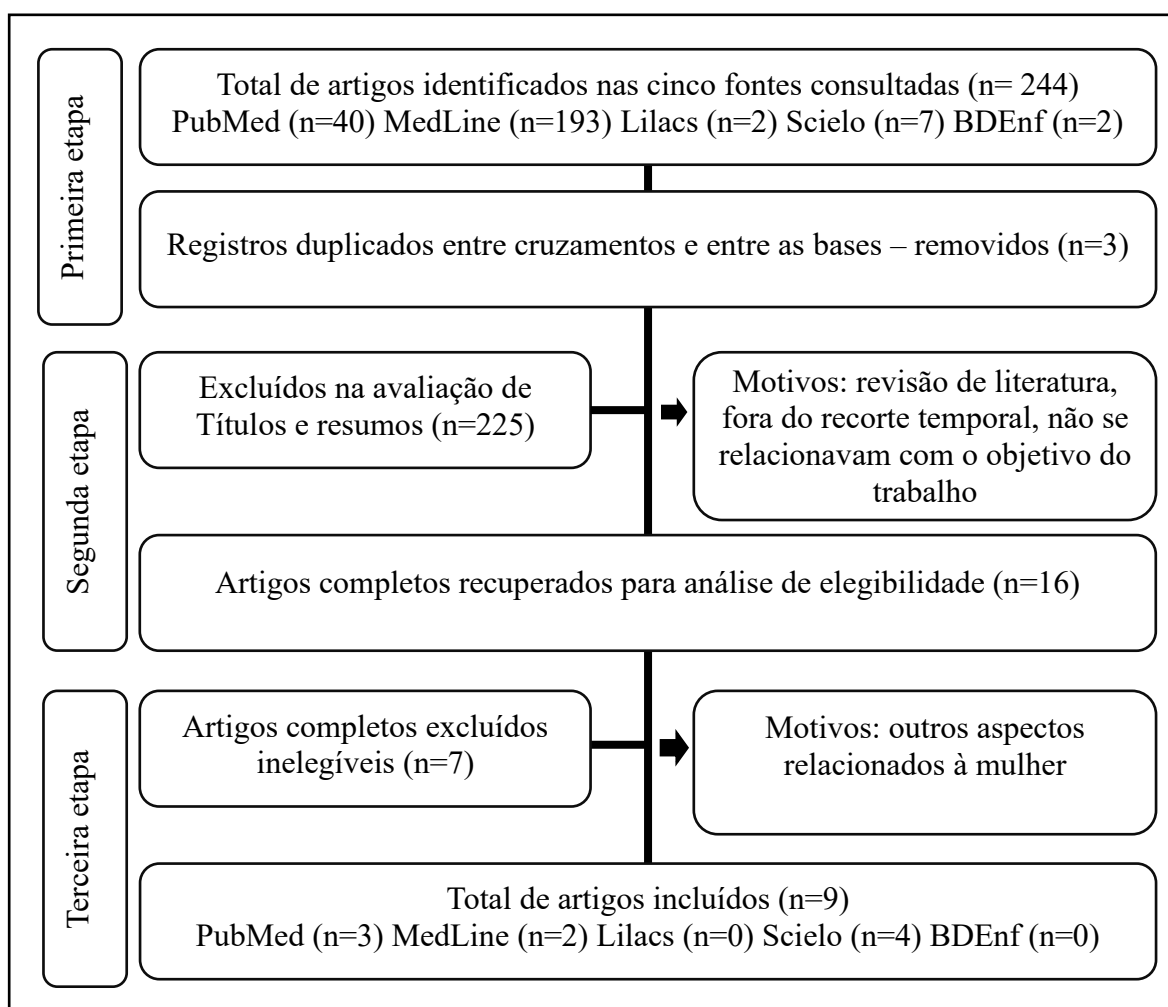 Primeira etapa
Total de artigos identificados nas cinco fontes consultadas (n= 244)
PubMed (n=40) MedLine (n=193) Lilacs (n=2) Scielo (n=7) BDEnf (n=2)
Registros duplicados entre cruzamentos e entre as bases – removidos (n=3)
Segunda etapa
Excluídos na avaliação de
Títulos e resumos (n=225)
Motivos: revisão de literatura,
fora do recorte temporal, não se
relacionavam com o objetivo do
trabalho
Artigos completos recuperados para análise de elegibilidade (n=16)
Terceira etapa
Artigos completos excluídos
inelegíveis (n=7)
Motivos: outros aspectos
relacionados à mulher
Total de artigos incluídos (n=9)
PubMed (n=3) MedLine (n=2) Lilacs (n=0) Scielo (n=4) BDEnf (n=0)